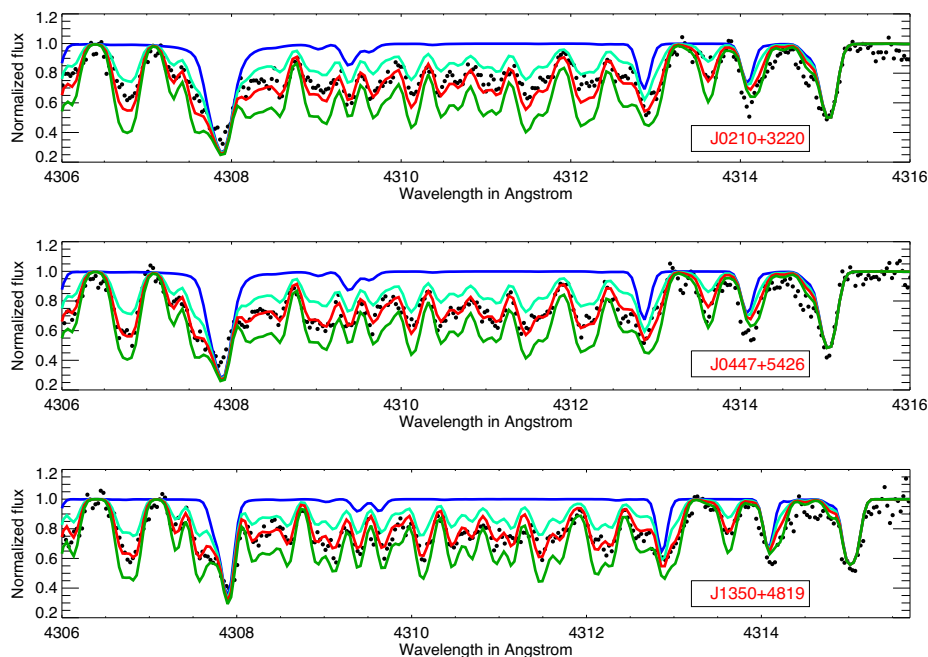 Normalized flux
1.2
1.0
0.8
0.6
0.4
0.2
J0210+3220
4306 4308 4310 4312 4314 4316
Wavelength in Angstrom
Normalized flux
1.2
1.0
0.8
0.6
0.4
0.2
J0447+5426
4306 4308 4310 4312 4314 4316
Wavelength in Angstrom
Normalized flux
1.2
1.0
0.8
0.6
0.4
0.2
J1350+4819
4306 4308 4310 4312 4314
Wavelength in Angstrom